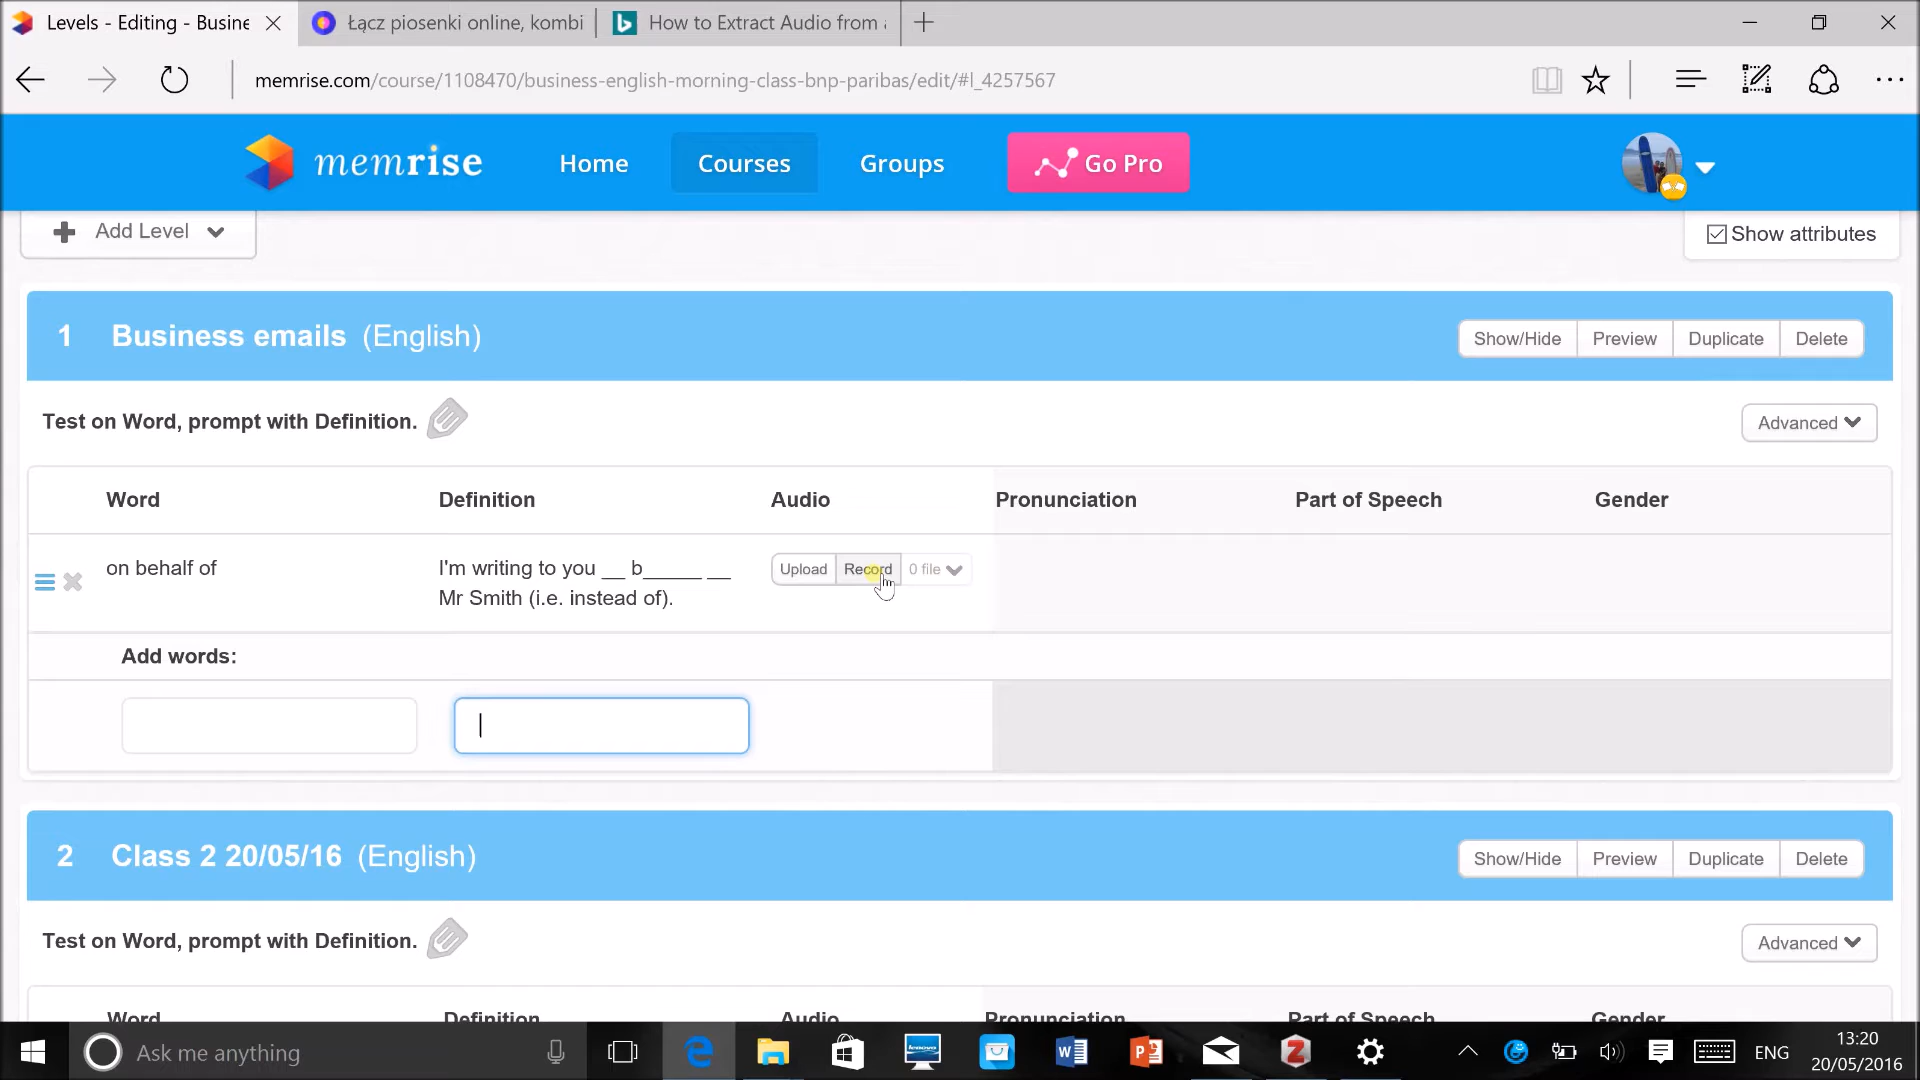 Levels - Editing - Busine
Łącz piosenki online, kombi
How to Extract Audio from a
memrise.com/course/1108470/business-english-morning-class-bnp-paribas/edit/#l_4257567
memrise
Home
Courses
Groups
Go Pro
Add Level
Show attributes
1 Business emails (English)
Show/Hide Preview Duplicate Delete
Test on Word, prompt with Definition.
Advanced
Word Definition Audio Pronunciation Part of Speech Gender
on behalf of
I'm writing to you __ b_____ __
Mr Smith (i.e. instead of).
Upload Record 0 file
Add words:
2 Class 2 20/05/16 (English)
Show/Hide Preview Duplicate Delete
Test on Word, prompt with Definition.
Advanced
Word Definition Audio Pronunciation Part of Speech Gender
Ask me anything
ENG
13:20
20/05/2016